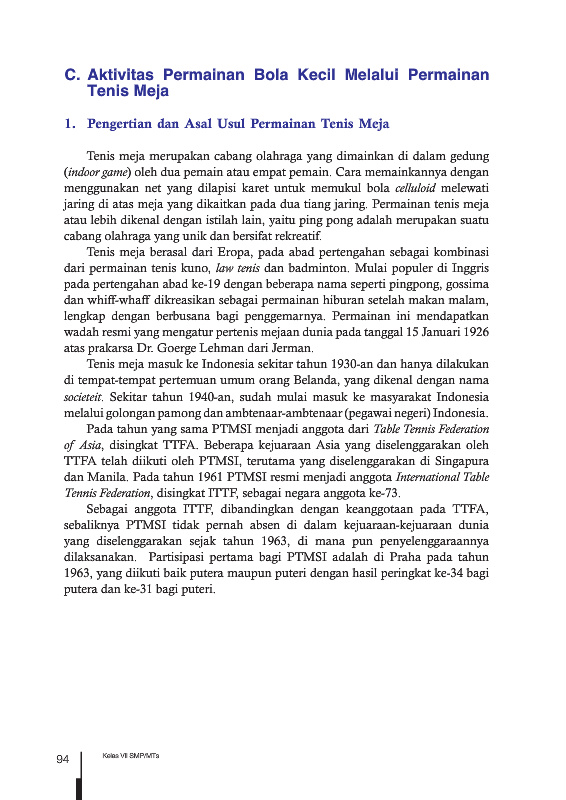 C. Aktivitas Permainan Bola Kecil Melalui Permainan
Tenis Meja
1. Pengertian dan Asal Usul Permainan Tenis Meja
Tenis meja merupakan cabang olahraga yang dimainkan di dalam gedung
(indoor game) oleh dua pemain atau empat pemain. Cara memainkannya dengan
menggunakan net yang dilapisi karet untuk memukul bola celluloid melewati
jaring di atas meja yang dikaitkan pada dua tiang jaring. Permainan tenis meja
atau lebih dikenal dengan istilah lain, yaitu ping pong adalah merupakan suatu
cabang olahraga yang unik dan bersifat rekreatif.
Tenis meja berasal dari Eropa, pada abad pertengahan sebagai kombinasi
dari permainan tenis kuno, law tenis dan badminton. Mulai populer di Inggris
pada pertengahan abad ke-19 dengan beberapa nama seperti pingpong, gossima
dan whiff-whaff dikreasikan sebagai permainan hiburan setelah makan malam,
lengkap dengan berbusana bagi penggemarnya. Permainan ini mendapatkan
wadah resmi yang mengatur pertenis mejaan dunia pada tanggal 15 Januari 1926
atas prakarsa Dr. Goerge Lehman dari Jerman.
Tenis meja masuk ke Indonesia sekitar tahun 1930-an dan hanya dilakukan
di tempat-tempat pertemuan umum orang Belanda, yang dikenal dengan nama
societeit. Sekitar tahun 1940-an, sudah mulai masuk ke masyarakat Indonesia
melalui golongan pamong dan ambtenaar-ambtenaar (pegawai negeri) Indonesia.
Pada tahun yang sama PTMSI menjadi anggota dari Table Tennis Federation
of Asia, disingkat TTFA. Beberapa kejuaraan Asia yang diselenggarakan oleh
TTFA telah diikuti oleh PTMSI, terutama yang diselenggarakan di Singapura
dan Manila. Pada tahun 1961 PTMSI resmi menjadi anggota International Table
Tennis Federation, disingkat ITTF, sebagai negara anggota ke-73.
Sebagai anggota ITTF, dibandingkan dengan keanggotaan pada TTFA,
sebaliknya PTMSI tidak pernah absen di dalam kejuaraan-kejuaraan dunia
yang diselenggarakan sejak tahun 1963, di mana pun penyelenggaraannya
dilaksanakan. Partisipasi pertama bagi PTMSI adalah di Praha pada tahun
1963, yang diikuti baik putera maupun puteri dengan hasil peringkat ke-34 bagi
putera dan ke-31 bagi puteri.
94
Kelas VII SMP/MTs